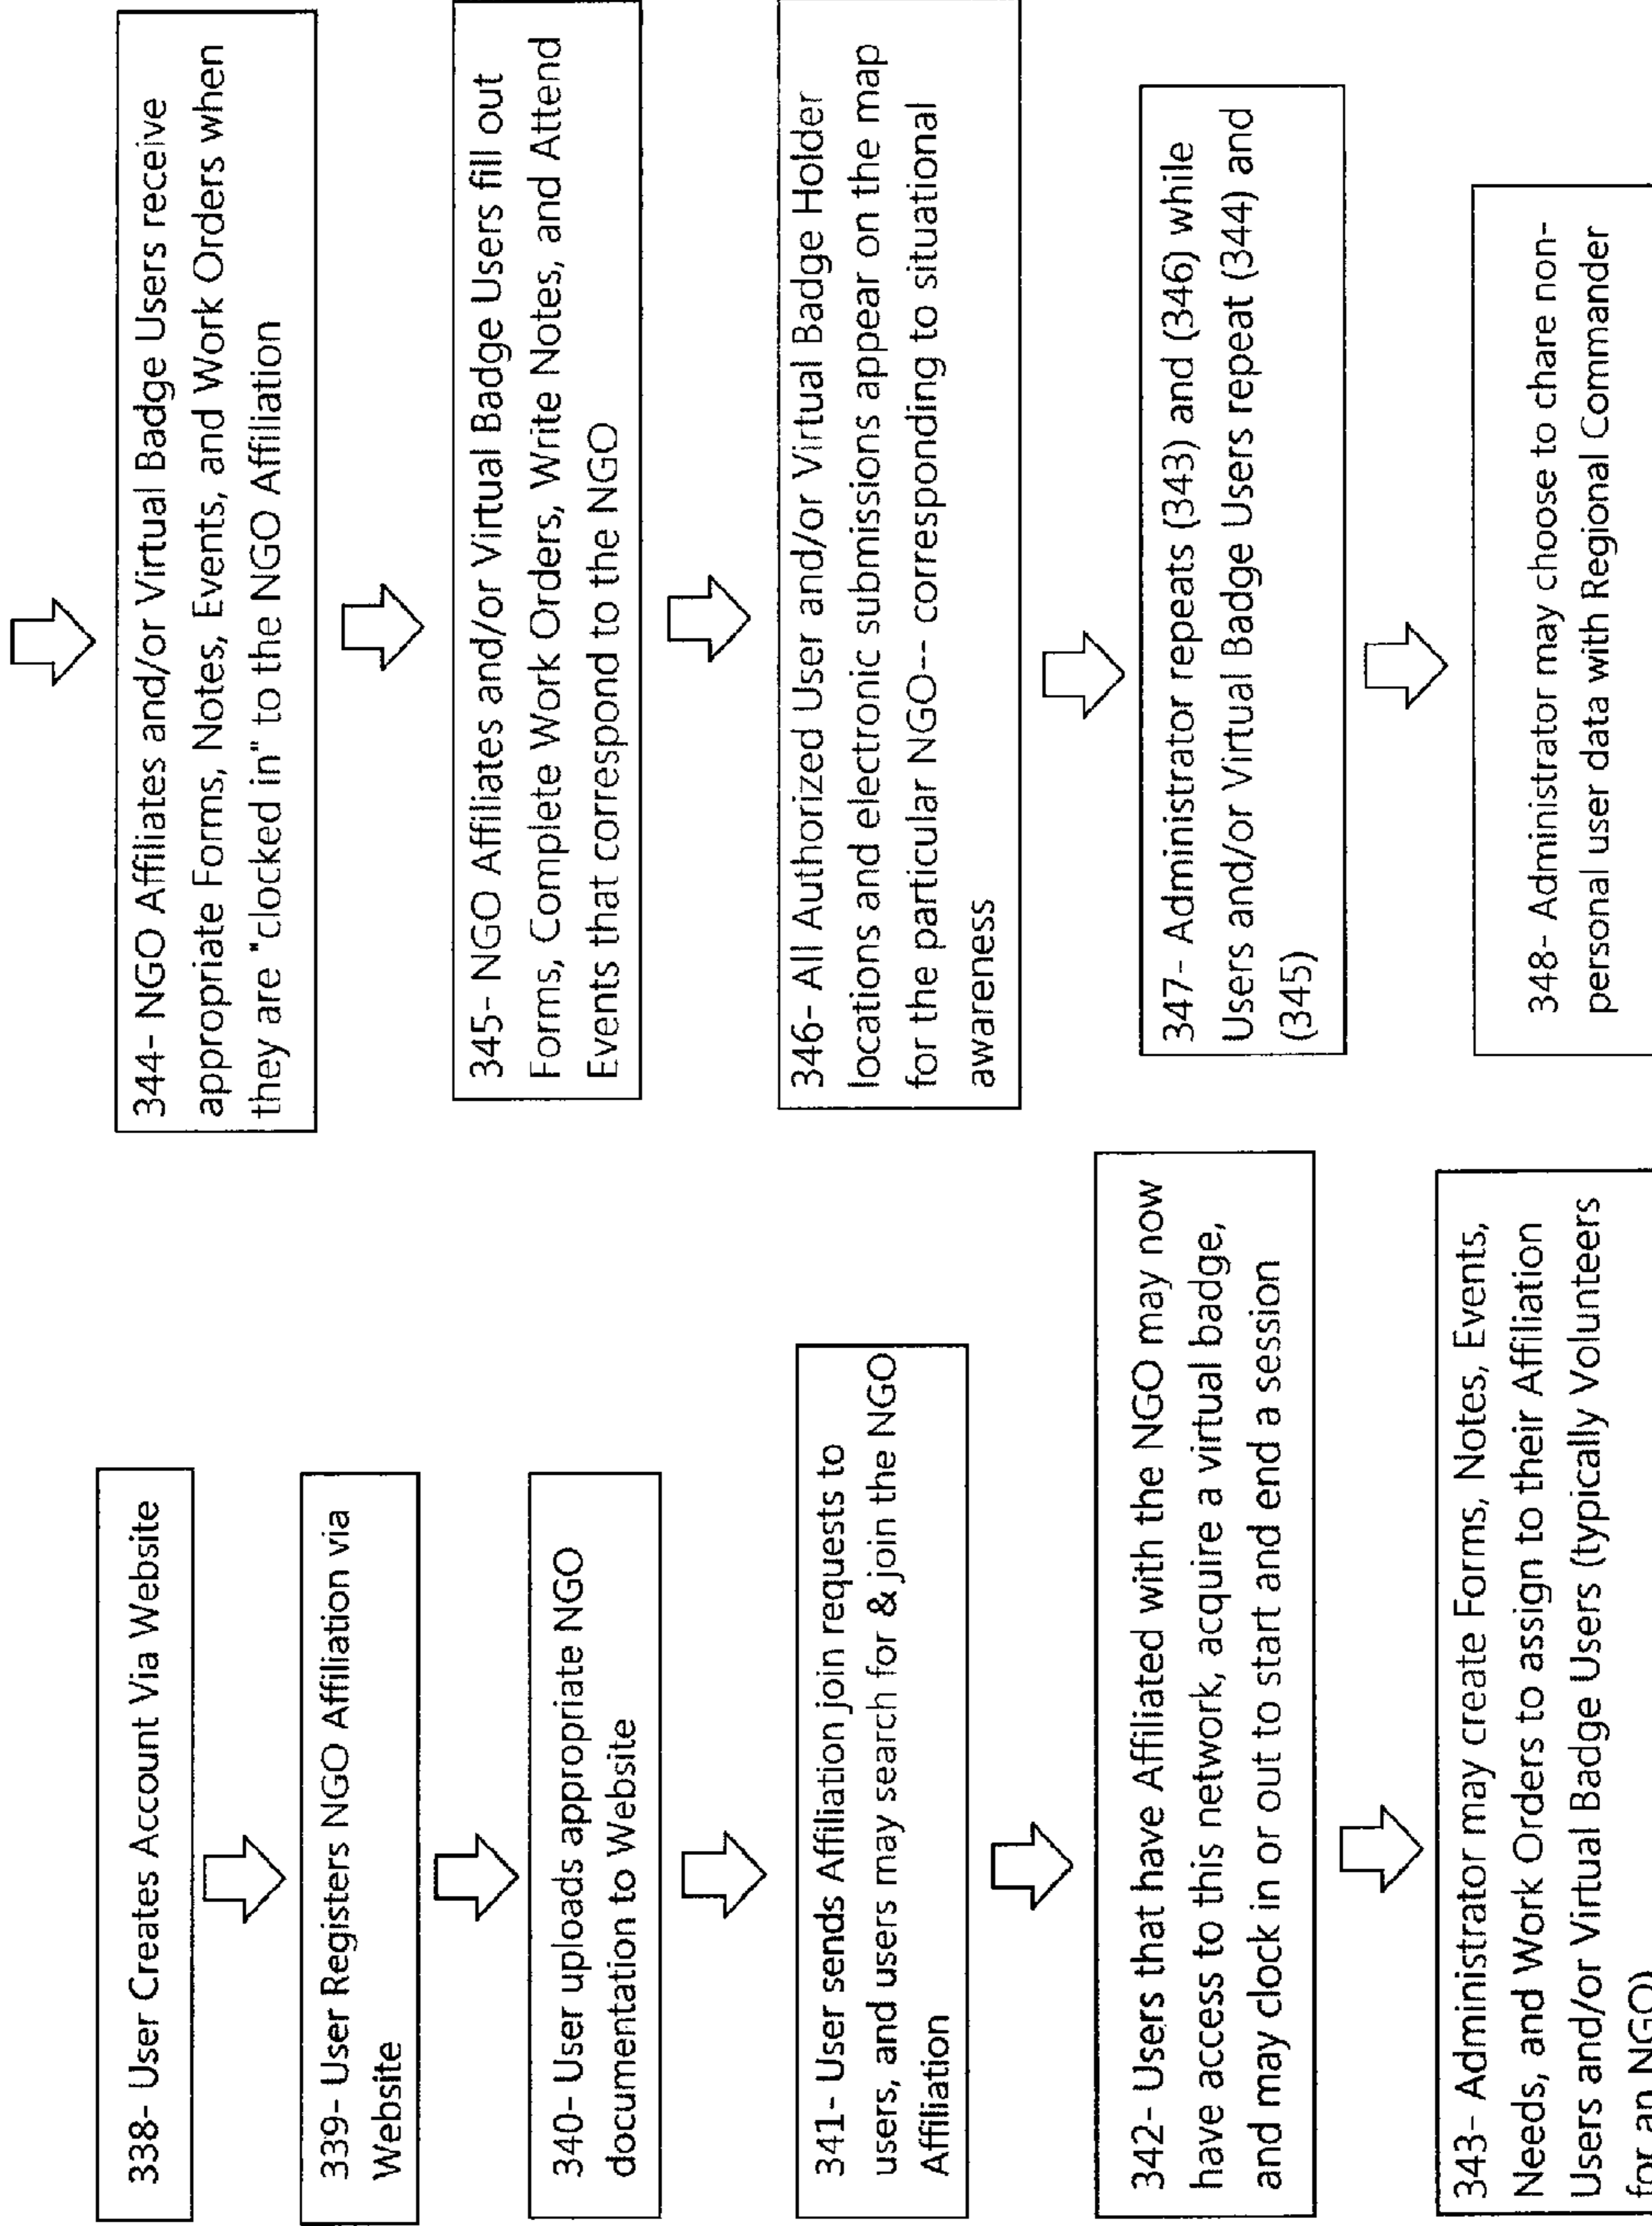 338- User Creates Account Via Website
339- User Registers NGO Affiliation via
Website
340- User uploads appropriate NGO
documentation to Website
341- User sends Affiliation join requests to
users, and users may search for & join the NGO
Affiliation
342- Users that have Affiliated with the NGO may now
have access to this network, acquire a virtual badge,
and may clock in or out to start and end a session
343- Administrator may create Forms, Notes, Events,
Needs, and Work Orders to assign to their Affiliation
Users and/or Virtual Badge Users (typically Volunteers
for an NGO)
344- NGO Affiliates and/or Virtual Badge Users receive
appropriate Forms, Notes, Events, and Work Orders when
they are "clocked in" to the NGO Affiliation
345- NGO Affiliates and/or Virtual Badge Users fill out
Forms, Complete Work Orders, Write Notes, and Attend
Events that correspond to the NGO
346- All Authorized User and/or Virtual Badge Holder
locations and electronic submissions appear on the map
for the particular NGO--- corresponding to situational
awareness
347- Administrator repeats (343) and (346) while
Users and/or Virtual Badge Users repeat (344) and
(345)
348- Administrator may choose to chare non-
personal user data with Regional Commander